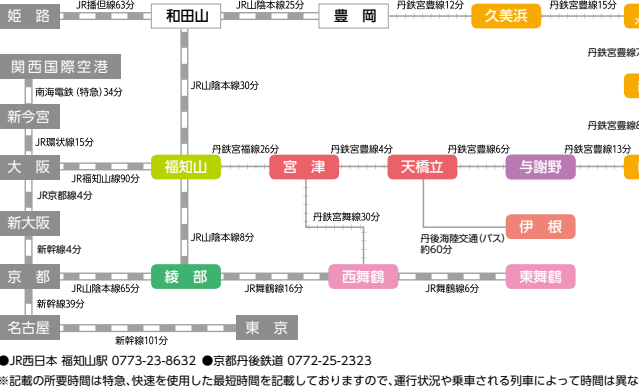 姫 路
JR播但線63分
和田山
JR山陰本線25分
豊 岡
丹鉄宮豊線12分
久美浜
丹鉄宮豊線15分
丹鉄宮豊線7
関西国際空港
JR山陰本線30分
南海電鉄（特急）34分
新今宮
丹鉄宮豊線8
JR環状線15分
丹鉄宮福線26分
丹鉄宮豊線4分
丹鉄宮豊線6分
丹鉄宮豊線13分
大 阪
JR福知山線90分
福知山
宮 津
天橋立
与謝野
JR京都線4分
新大阪
丹鉄宮舞線30分
伊 根
新幹線4分
JR山陰本線8分
丹後海陸交通（バス）
約60分
京 都
JR山陰本線65分
綾 部
JR舞鶴線16分
西舞鶴
JR舞鶴線6分
東舞鶴
新幹線39分
名古屋
新幹線101分
東 京
●JR西日本 福知山駅 0773-23-8632 ●京都丹後鉄道 0772-25-2323
※記載の所要時間は特急、快速を使用した最短時間を記載しておりますので、運行状況や乗車される列車によって時間は異な